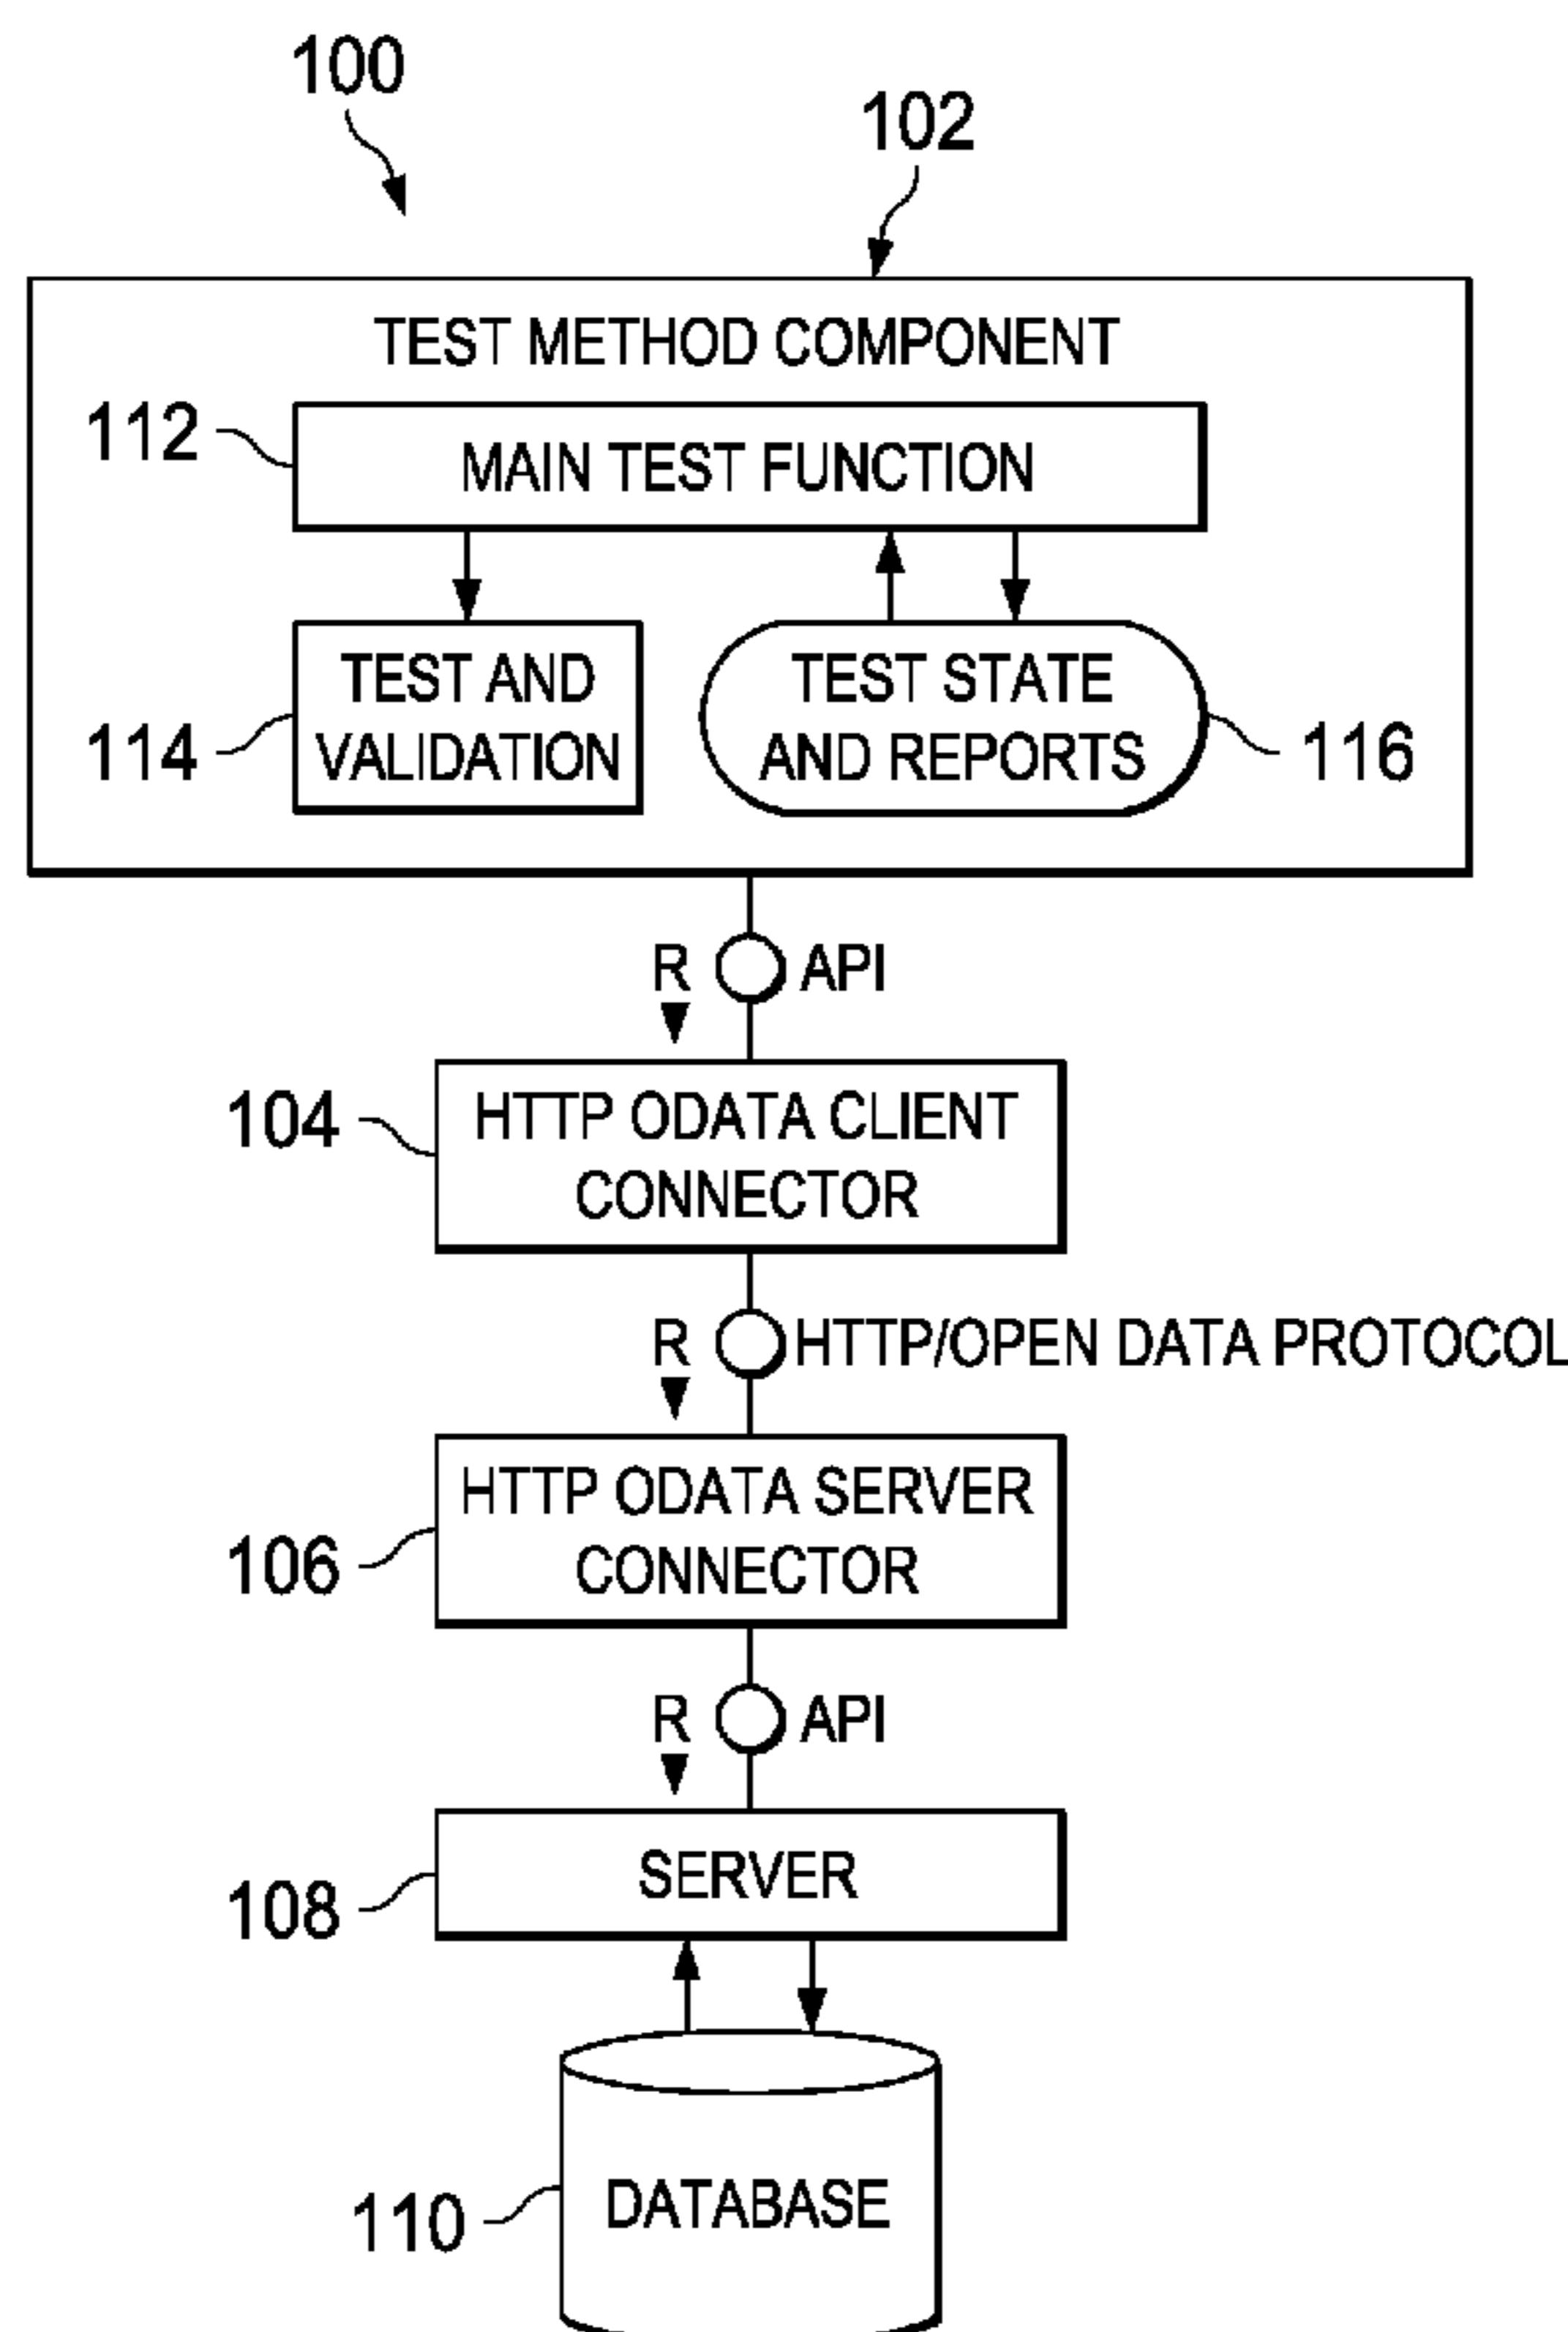 100
102
TEST METHOD COMPONENT
112
MAIN TEST FUNCTION
TEST AND
VALIDATION
114
TEST STATE
AND REPORTS
116
R API
104
HTTP ODATA CLIENT
CONNECTOR
R HTTP/OPEN DATA PROTOCOL
HTTP ODATA SERVER
CONNECTOR
106
R API
SERVER
108
DATABASE
110